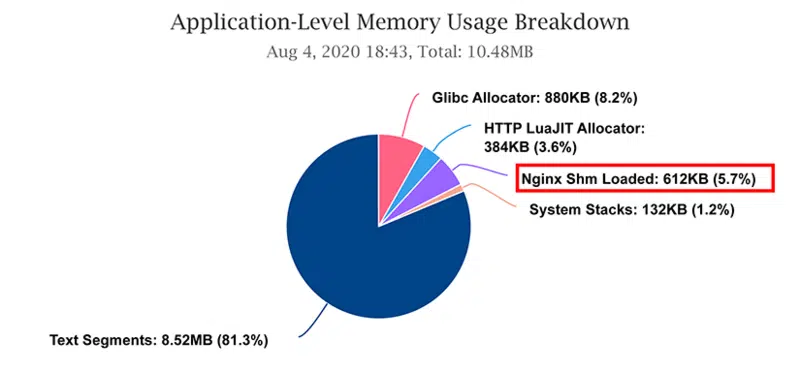 Application-Level Memory Usage Breakdown
Aug 4, 2020 18:43, Total: 10.48MB
Glibc Allocator: 880KB (8.2%)
HTTP LuaJIT Allocator:
384KB (3.6%)
Nginx Shm Loaded: 612KB (5.7%)
System Stacks: 132KB (1.2%)
Text Segments: 8.52MB (81.3%)